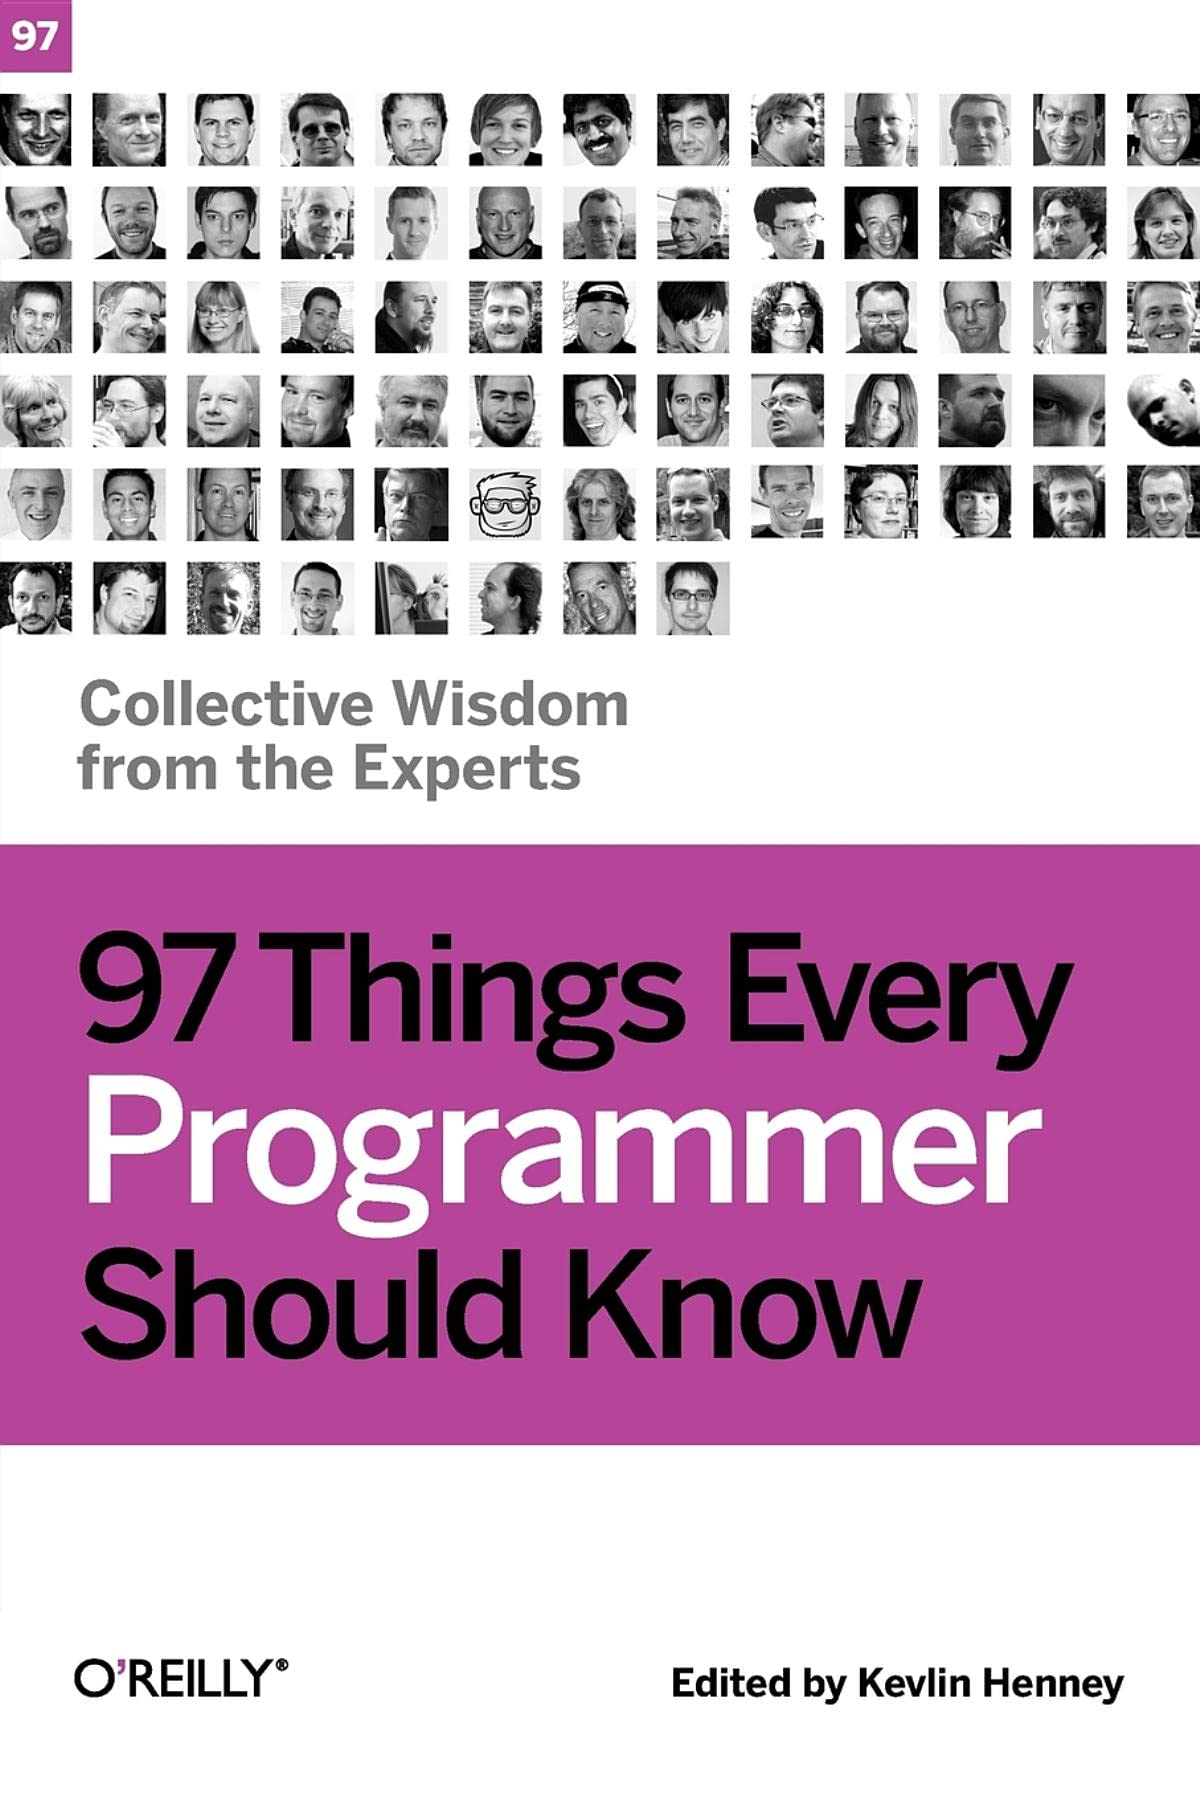 97
Collective Wisdom
from the Experts
97 Things Every
Programmer
Should Know
O'REILLY®
Edited by Kevlin Henney